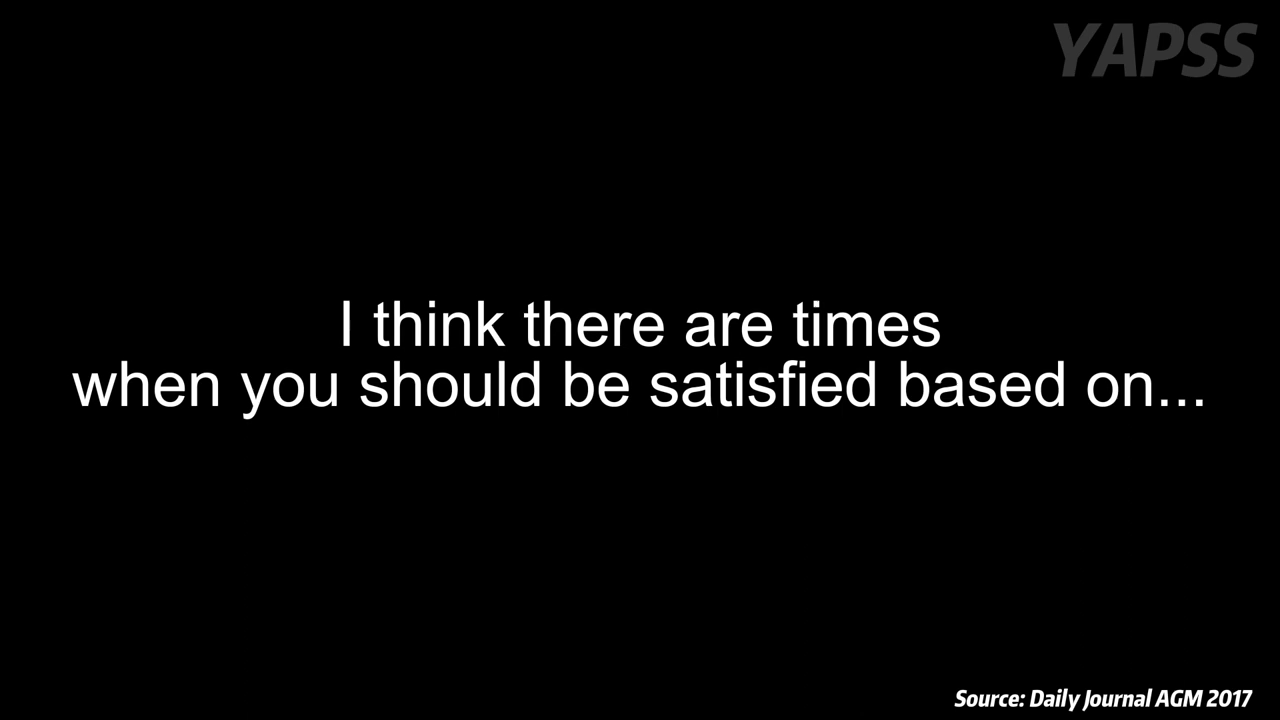 YAPSS
I think there are times
when you should be satisfied based on...
Source: Daily Journal AGM 2017